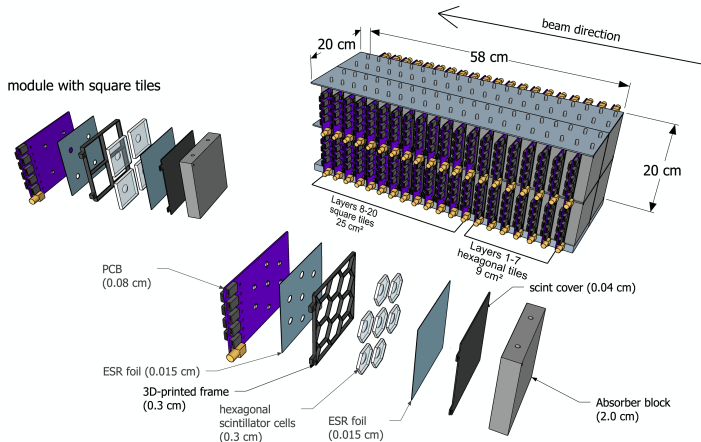 beam direction
20 cm
58 cm
module with square tiles
20 cm
Layers 8-20
square tiles
25 cm²
Layers 1-7
hexagonal tiles
9 cm²
PCB
(0.08 cm)
scint cover (0.04 cm)
ESR foil (0.015 cm)
3D-printed frame
(0.3 cm)
hexagonal
scintillator cells
(0.3 cm)
ESR foil
(0.015 cm)
Absorber block
(2.0 cm)